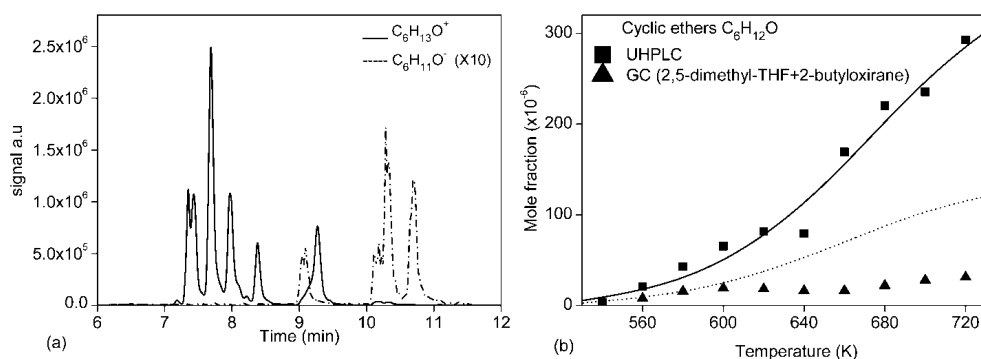 C₆H₁₃O⁺
C₆H₁₁O⁻ (X10)
2.5x10⁶
2.0x10⁶
1.5x10⁶
1.0x10⁶
5.0x10⁵
0.0
signal a.u
6 7 8 9 10 11 12
(a)
Time (min)
Cyclic ethers C₆H₁₂O
UHPLC
GC (2,5-dimethyl-THF+2-butyloxirane)
300
200
100
0
Mole fraction (x10⁻⁶)
560 600 640 680 720
(b)
Temperature (K)